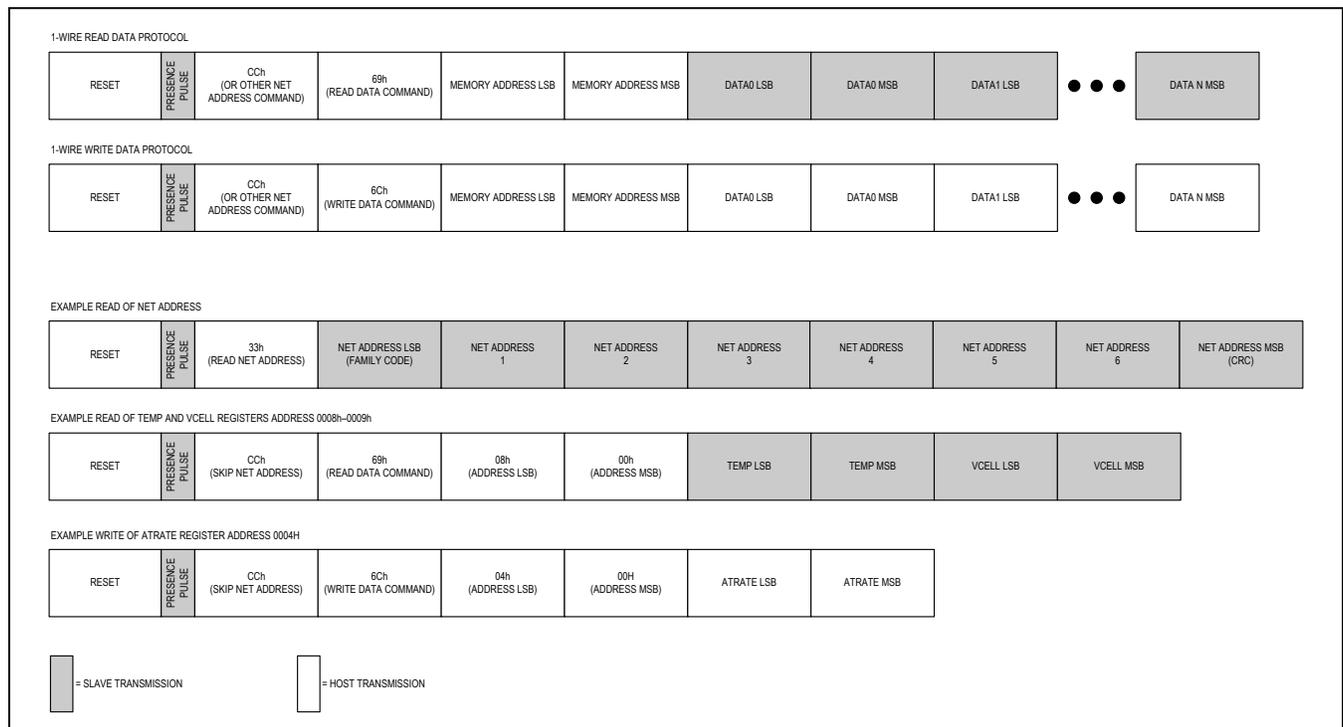 1-WIRE READ DATA PROTOCOL
RESET
PRESENCE
PULSE
CCh
(OR OTHER NET
ADDRESS COMMAND)
69h
(READ DATA COMMAND)
MEMORY ADDRESS LSB
MEMORY ADDRESS MSB
DATA0 LSB
DATA0 MSB
DATA1 LSB
DATA N MSB
1-WIRE WRITE DATA PROTOCOL
RESET
PRESENCE
PULSE
CCh
(OR OTHER NET
ADDRESS COMMAND)
6Ch
(WRITE DATA COMMAND)
MEMORY ADDRESS LSB
MEMORY ADDRESS MSB
DATA0 LSB
DATA0 MSB
DATA1 LSB
DATA N MSB
EXAMPLE READ OF NET ADDRESS
RESET
PRESENCE
PULSE
33h
(READ NET ADDRESS)
NET ADDRESS LSB
(FAMILY CODE)
NET ADDRESS
1
NET ADDRESS
2
NET ADDRESS
3
NET ADDRESS
4
NET ADDRESS
5
NET ADDRESS
6
NET ADDRESS MSB
(CRC)
EXAMPLE READ OF TEMP AND VCELL REGISTERS ADDRESS 0008h–0009h
RESET
PRESENCE
PULSE
CCh
(SKIP NET ADDRESS)
69h
(READ DATA COMMAND)
08h
(ADDRESS LSB)
00h
(ADDRESS MSB)
TEMP LSB
TEMP MSB
VCELL LSB
VCELL MSB
EXAMPLE WRITE OF ATRATE REGISTER ADDRESS 0004H
RESET
PRESENCE
PULSE
CCh
(SKIP NET ADDRESS)
6Ch
(WRITE DATA COMMAND)
04h
(ADDRESS LSB)
00H
(ADDRESS MSB)
ATRATE LSB
ATRATE MSB
= SLAVE TRANSMISSION
= HOST TRANSMISSION